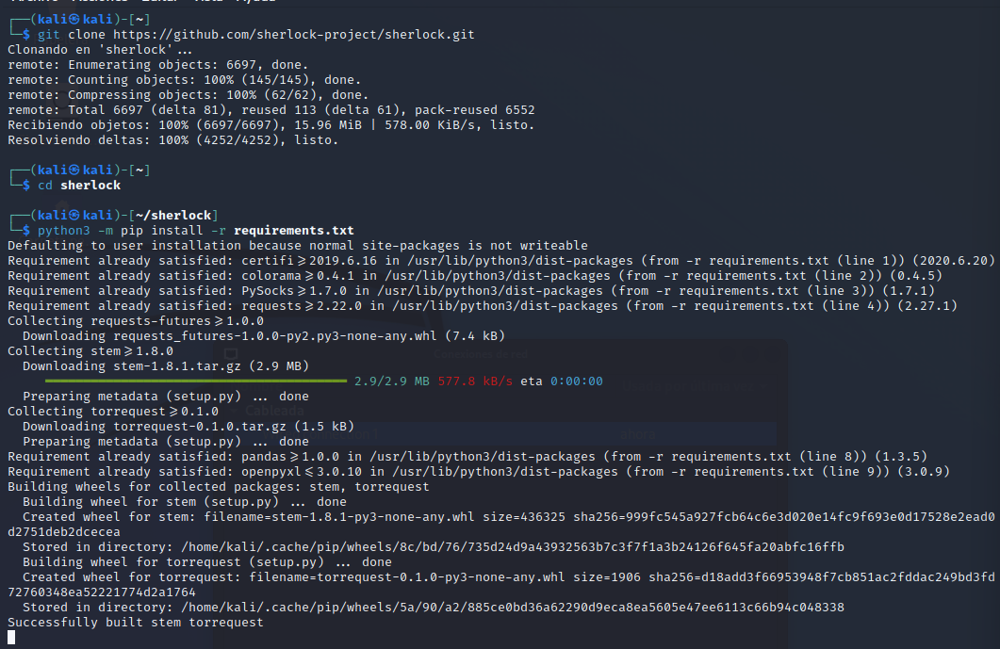 ┌──(kali㉿kali)-[~]
└─$ git clone https://github.com/sherlock-project/sherlock.git
Clonando en 'sherlock'...
remote: Enumerating objects: 6697, done.
remote: Counting objects: 100% (145/145), done.
remote: Compressing objects: 100% (62/62), done.
remote: Total 6697 (delta 81), reused 113 (delta 61), pack-reused 6552
Recibiendo objetos: 100% (6697/6697), 15.96 MiB | 578.00 KiB/s, listo.
Resolviendo deltas: 100% (4252/4252), listo.
┌──(kali㉿kali)-[~]
└─$ cd sherlock
┌──(kali㉿kali)-[~/sherlock]
└─$ python3 -m pip install -r requirements.txt
Defaulting to user installation because normal site-packages is not writeable
Requirement already satisfied: certifi>=2019.6.16 in /usr/lib/python3/dist-packages (from -r requirements.txt (line 1)) (2020.6.20)
Requirement already satisfied: colorama>=0.4.1 in /usr/lib/python3/dist-packages (from -r requirements.txt (line 2)) (0.4.5)
Requirement already satisfied: PySocks>=1.7.0 in /usr/lib/python3/dist-packages (from -r requirements.txt (line 3)) (1.7.1)
Requirement already satisfied: requests>=2.22.0 in /usr/lib/python3/dist-packages (from -r requirements.txt (line 4)) (2.27.1)
Collecting requests-futures>=1.0.0
Downloading requests_futures-1.0.0-py2.py3-none-any.whl (7.4 kB)
Collecting stem>=1.8.0
Downloading stem-1.8.1.tar.gz (2.9 MB)
2.9/2.9 MB 577.8 kB/s eta 0:00:00
Preparing metadata (setup.py) ... done
Collecting torrequest>=0.1.0
Downloading torrequest-0.1.0.tar.gz (1.5 kB)
Preparing metadata (setup.py) ... done
Requirement already satisfied: pandas>=1.0.0 in /usr/lib/python3/dist-packages (from -r requirements.txt (line 8)) (1.3.5)
Requirement already satisfied: openpyxl<=3.0.10 in /usr/lib/python3/dist-packages (from -r requirements.txt (line 9)) (3.0.9)
Building wheels for collected packages: stem, torrequest
Building wheel for stem (setup.py) ... done
Created wheel for stem: filename=stem-1.8.1-py3-none-any.whl size=436325 sha256=999fc545a927fcb64c6e3d020e14fc9f693e0d17528e2ead0
d2751deb2dcecea
Stored in directory: /home/kali/.cache/pip/wheels/8c/bd/76/735d24d9a43932563b7c3f7f1a3b24126f645fa20abfc16ffb
Building wheel for torrequest (setup.py) ... done
Created wheel for torrequest: filename=torrequest-0.1.0-py3-none-any.whl size=1906 sha256=d18add3f66953948f7cb851ac2fddac249bd3fd
72760348ea52221774d2a1764
Stored in directory: /home/kali/.cache/pip/wheels/5a/90/a2/885ce0bd36a62290d9eca8ea5605e47ee6113c66b94c048338
Successfully built stem torrequest